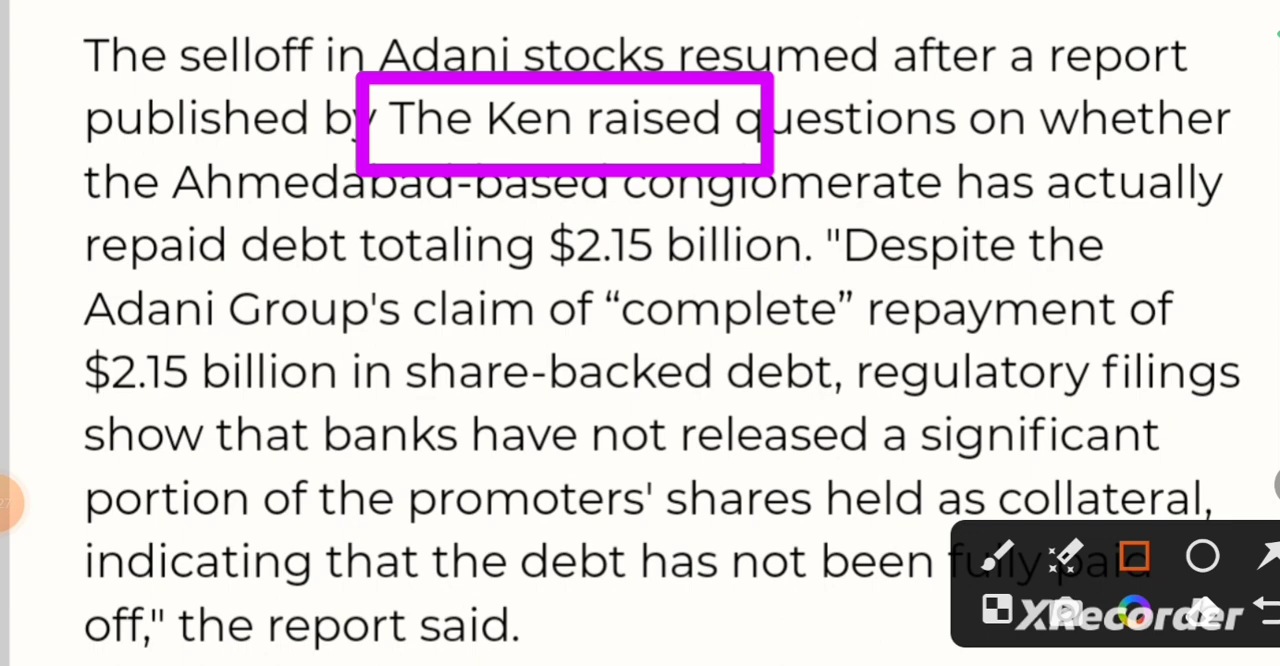 The selloff in Adani stocks resumed after a report
published by The Ken raised questions on whether
the Ahmedabad-based conglomerate has actually
repaid debt totaling $2.15 billion. "Despite the
Adani Group's claim of “complete” repayment of
$2.15 billion in share-backed debt, regulatory filings
show that banks have not released a significant
portion of the promoters' shares held as collateral,
indicating that the debt has not been fully paid
off," the report said.
XRecorder